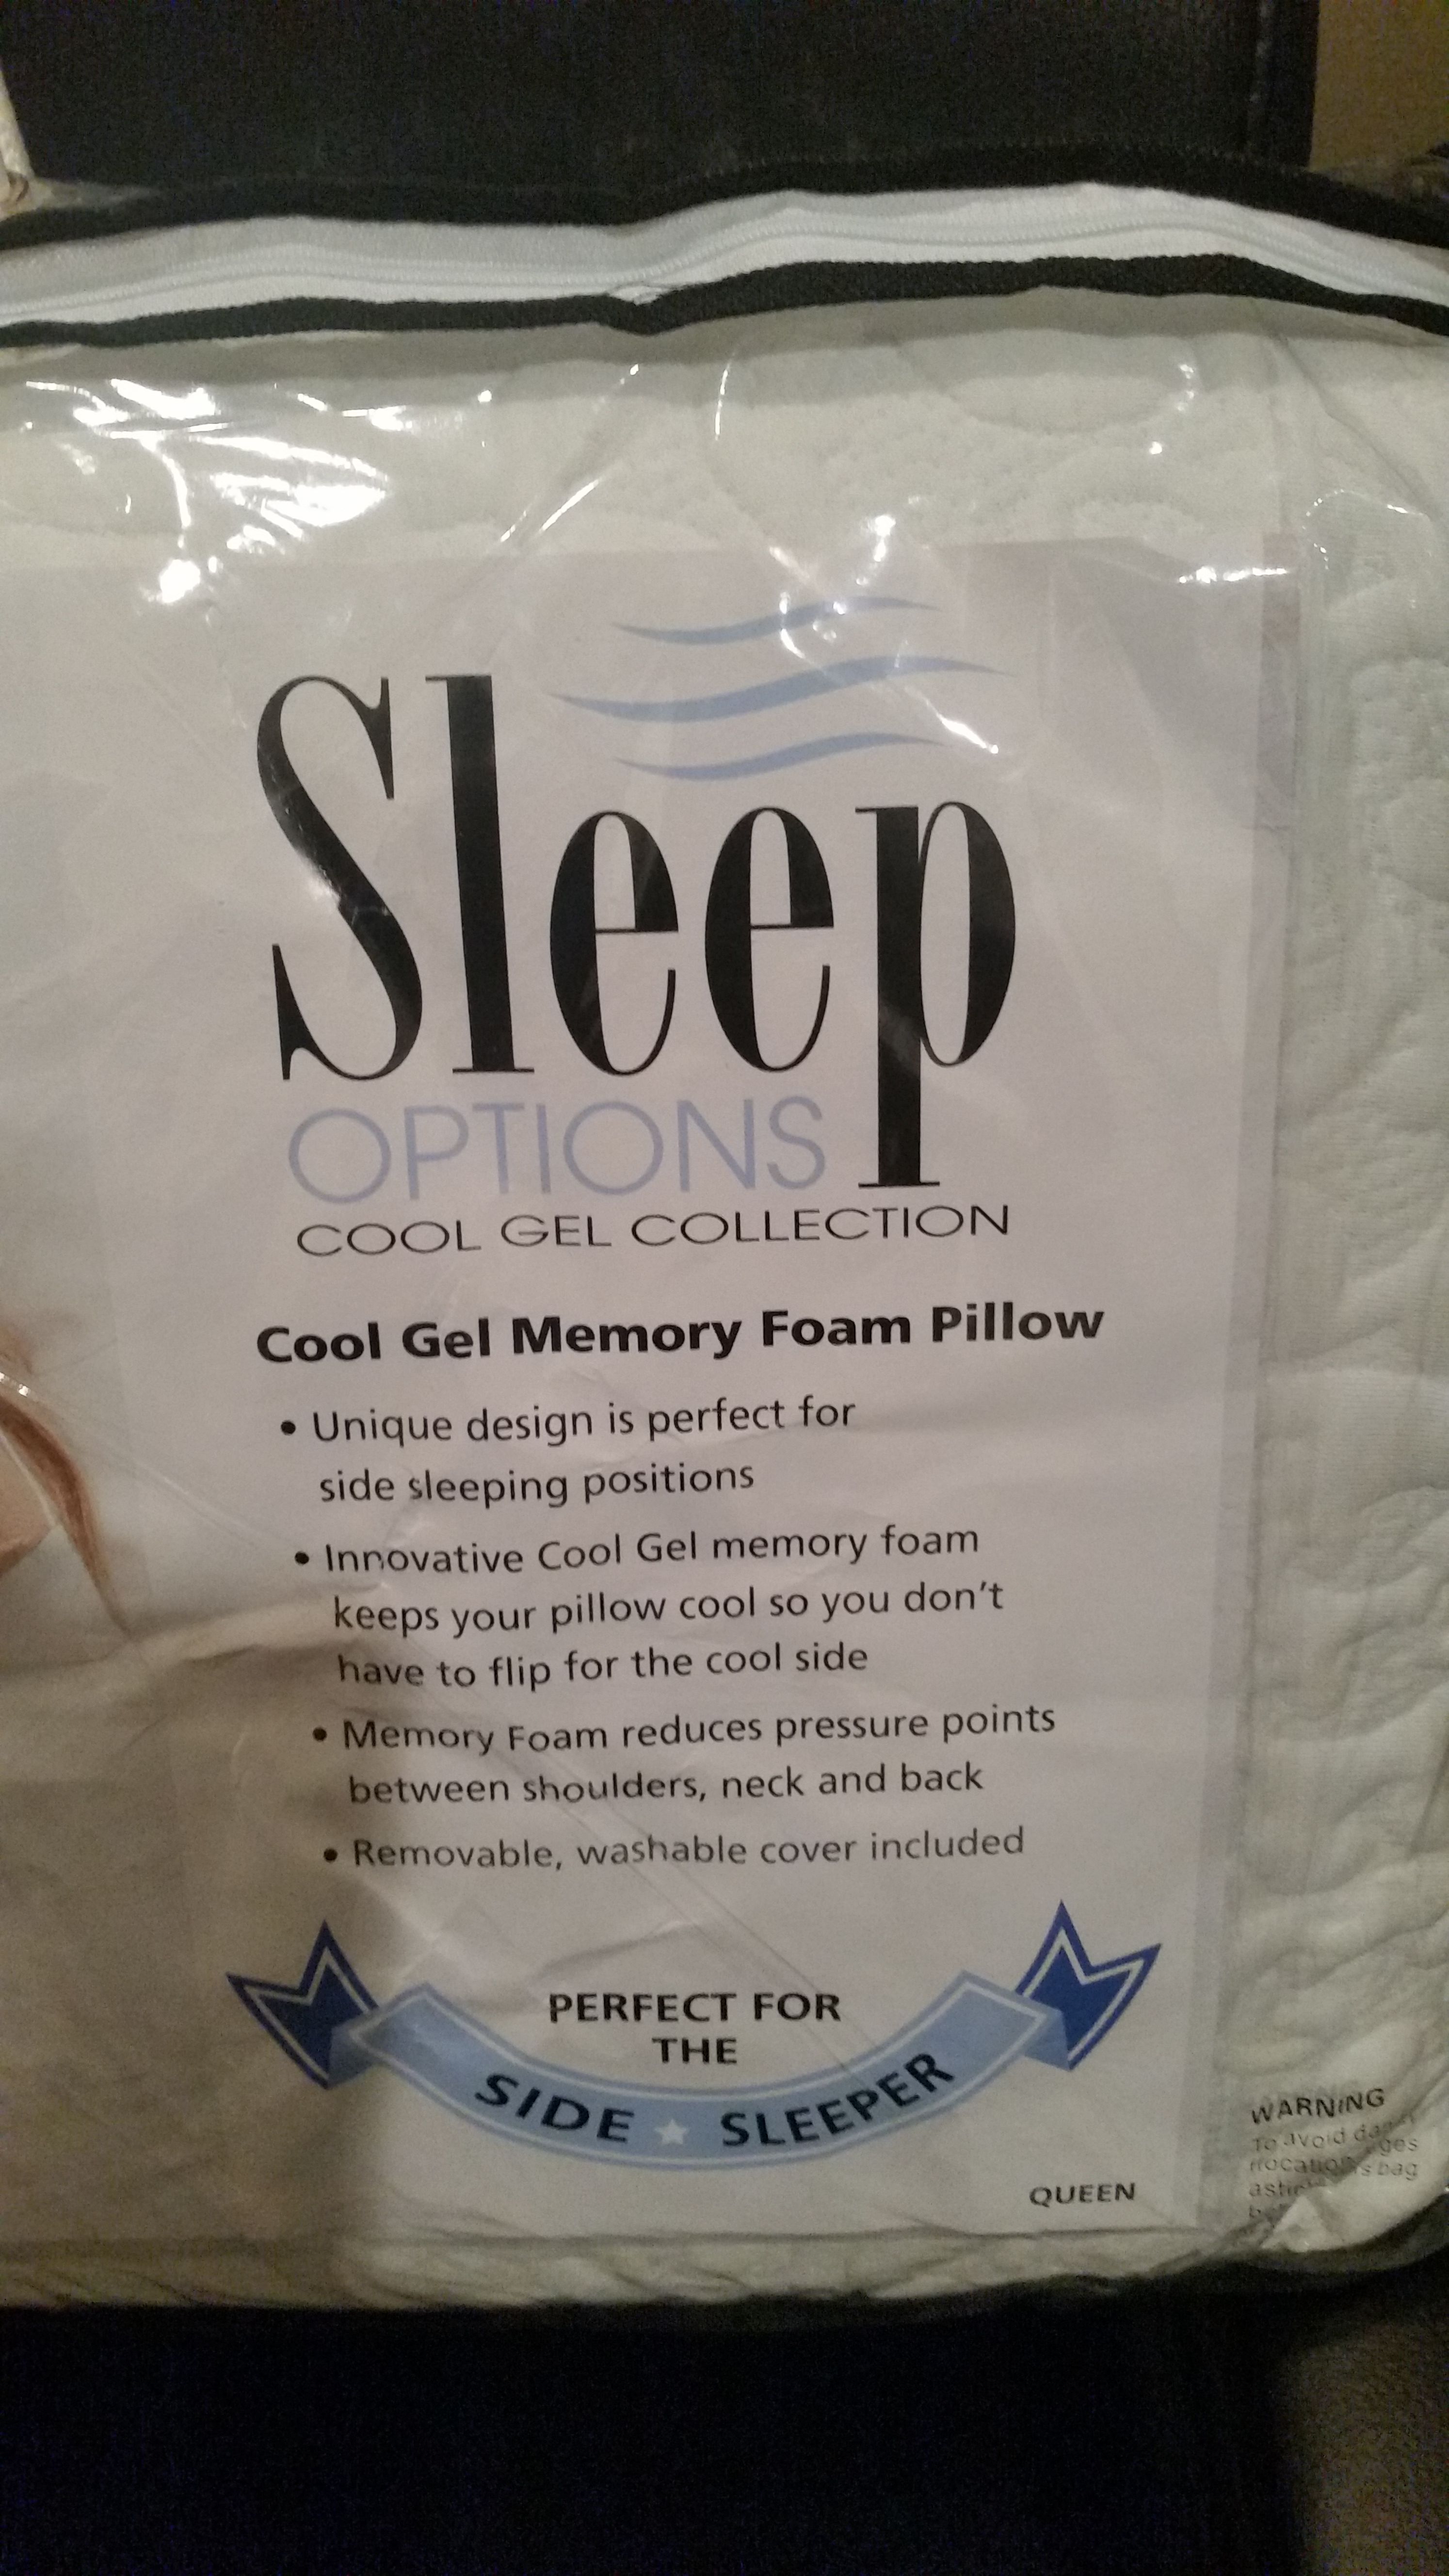 Sleep
OPTIONS
COOL GEL COLLECTION
Cool Gel Memory Foam Pillow
• Unique design is perfect for
side sleeping positions
• Innovative Cool Gel memory foam
keeps your pillow cool so you don't
have to flip for the cool side
• Memory Foam reduces pressure points
between shoulders, neck and back
• Removable, washable cover included
PERFECT FOR
THE
SIDE ★ SLEEPER
QUEEN
WARNING
To avoid
bag